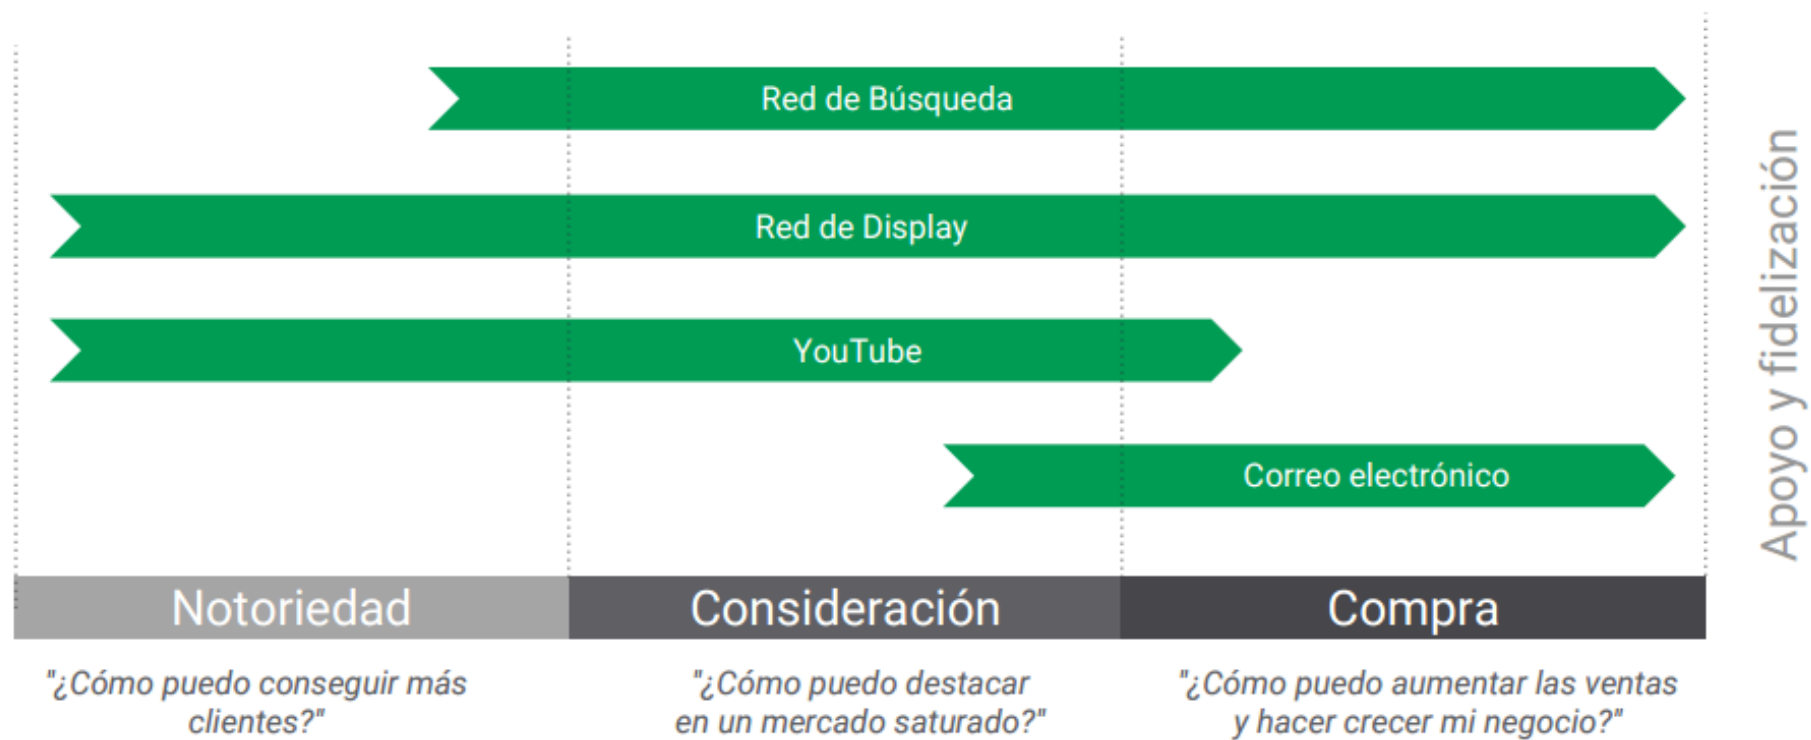 Red de Búsqueda
Red de Display
YouTube
Correo electrónico
Apoyo y fidelización
Notoriedad
Consideración
Compra
"¿Cómo puedo conseguir más
clientes?"
"¿Cómo puedo destacar
en un mercado saturado?"
"¿Cómo puedo aumentar las ventas
y hacer crecer mi negocio?"